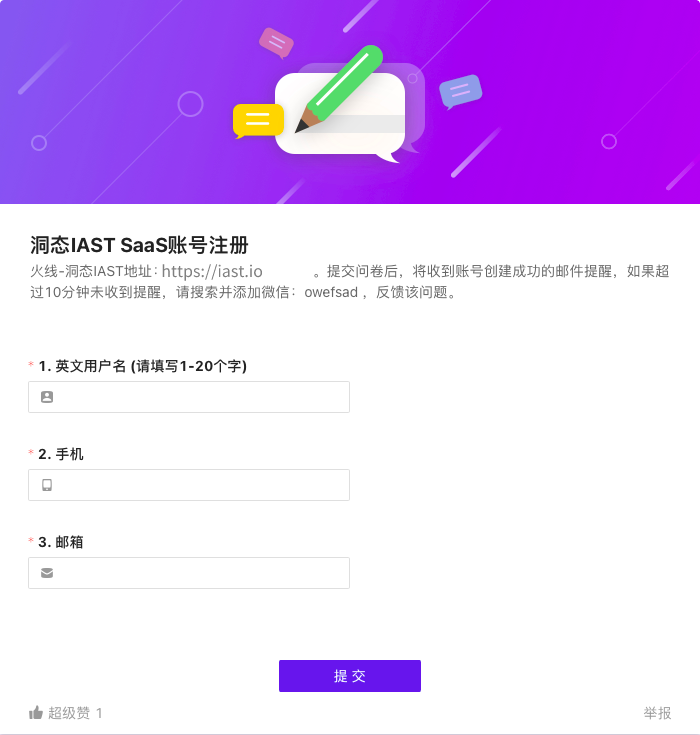 洞态IAST SaaS账号注册
火线-洞态IAST地址: https://iast.io 。提交问卷后，将收到账号创建成功的邮件提醒，如果超
过10分钟未收到提醒，请搜索并添加微信：owefsad ，反馈该问题。
* 1. 英文用户名 (请填写1-20个字)
* 2. 手机
* 3. 邮箱
提 交
超级赞 1 举报